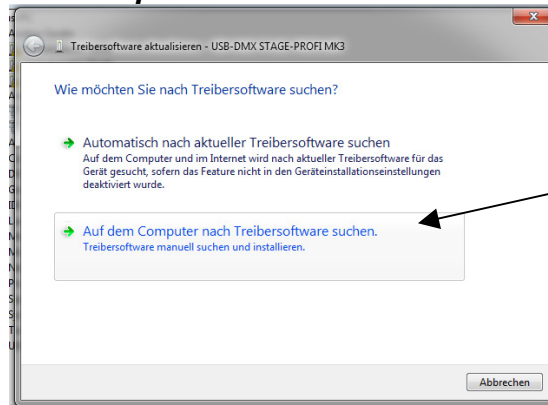 Treibersoftware aktualisieren - USB-DMX STAGE-PROFI MK3
Wie möchten Sie nach Treibersoftware suchen?
Automatisch nach aktueller Treibersoftware suchen
Auf dem Computer und im Internet wird nach aktueller Treibersoftware für das
Gerät gesucht, sofern das Feature nicht in den Geräteinstallationseinstellungen
deaktiviert wurde.
Auf dem Computer nach Treibersoftware suchen.
Treibersoftware manuell suchen und installieren.
Abbrechen